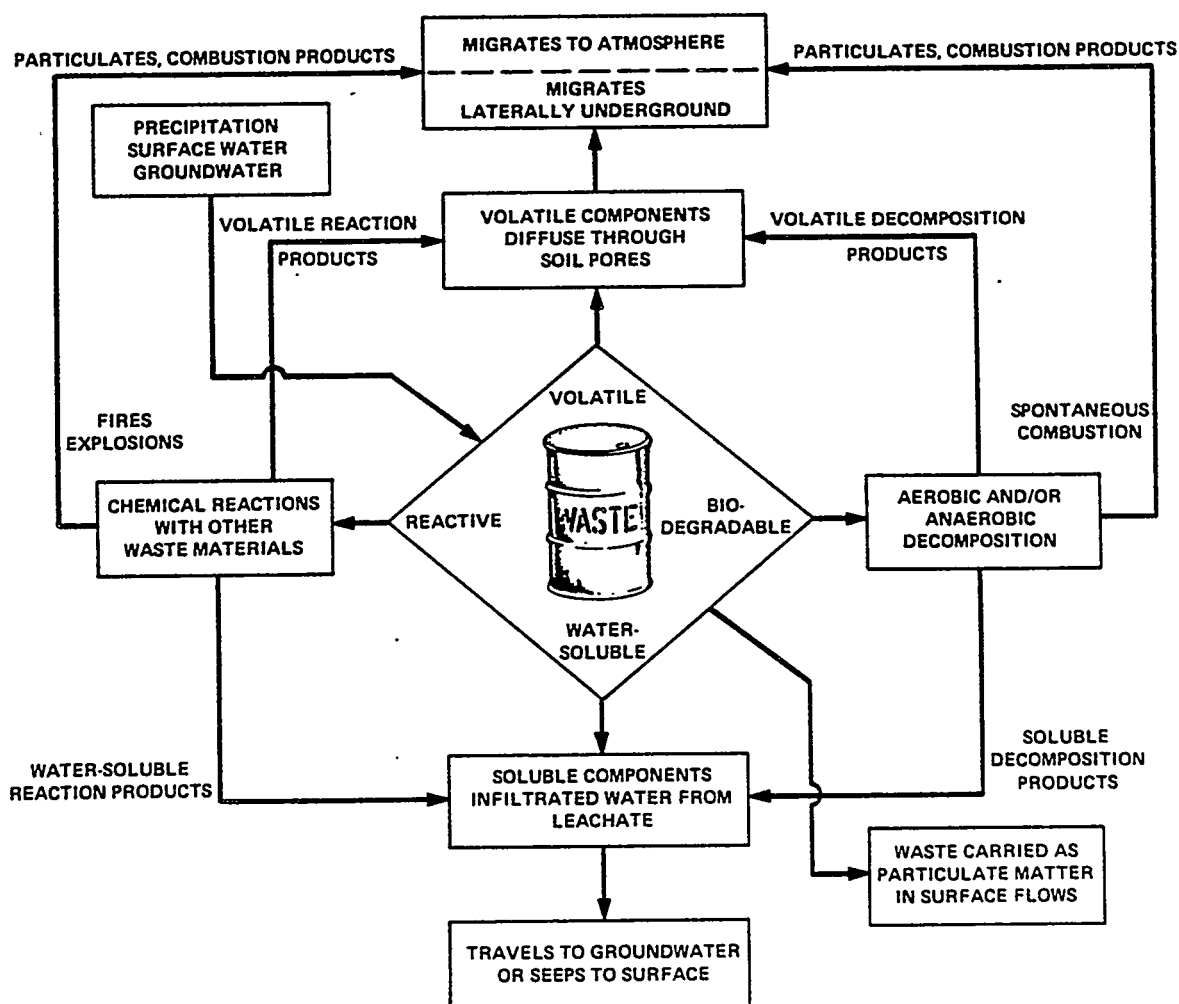 MIGRATES TO ATMOSPHERE
MIGRATES
LATERALLY UNDERGROUND
PARTICULATES, COMBUSTION PRODUCTS
PARTICULATES, COMBUSTION PRODUCTS
PRECIPITATION
SURFACE WATER
GROUNDWATER
VOLATILE REACTION
PRODUCTS
VOLATILE COMPONENTS
DIFFUSE THROUGH
SOIL PORES
VOLATILE DECOMPOSITION
PRODUCTS
FIRES
EXPLOSIONS
VOLATILE
SPONTANEOUS
COMBUSTION
CHEMICAL REACTIONS
WITH OTHER
WASTE MATERIALS
REACTIVE
WASTE
BIO-
DEGRADABLE
AEROBIC AND/OR
ANAEROBIC
DECOMPOSITION
WATER-
SOLUBLE
WATER-SOLUBLE
REACTION PRODUCTS
SOLUBLE COMPONENTS
INFILTRATED WATER FROM
LEACHATE
SOLUBLE
DECOMPOSITION
PRODUCTS
WASTE CARRIED AS
PARTICULATE MATTER
IN SURFACE FLOWS
TRAVELS TO GROUNDWATER
OR SEEPS TO SURFACE